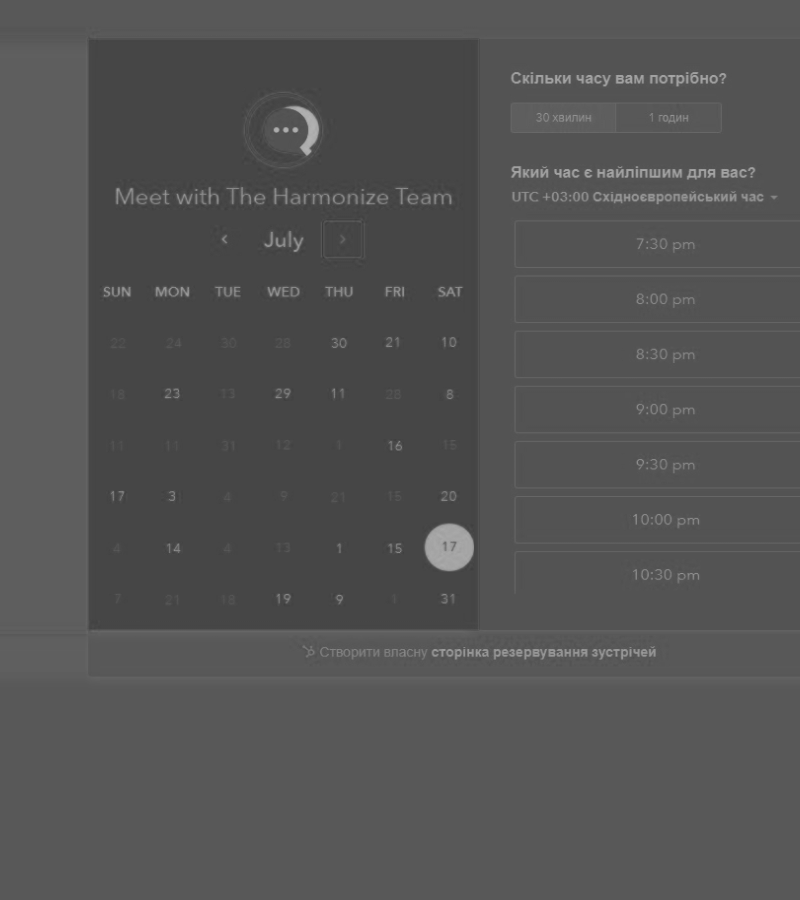 Meet with The Harmonize Team
July
SUN MON TUE WED THU FRI SAT
22 24 30 28 30 21 10
18 23 13 29 11 28 8
11 11 31 12 1 16 15
17 3 4 9 21 15 20
4 14 4 13 1 15 17
7 21 18 19 9 1 31
Скільки часу вам потрібно?
30 хвилин 1 годин
Який час є найліпшим для вас?
UTC +03:00 Східноєвропейський час
7:30 pm
8:00 pm
8:30 pm
9:00 pm
9:30 pm
10:00 pm
10:30 pm
Створити власну сторінка резервування зустрічей